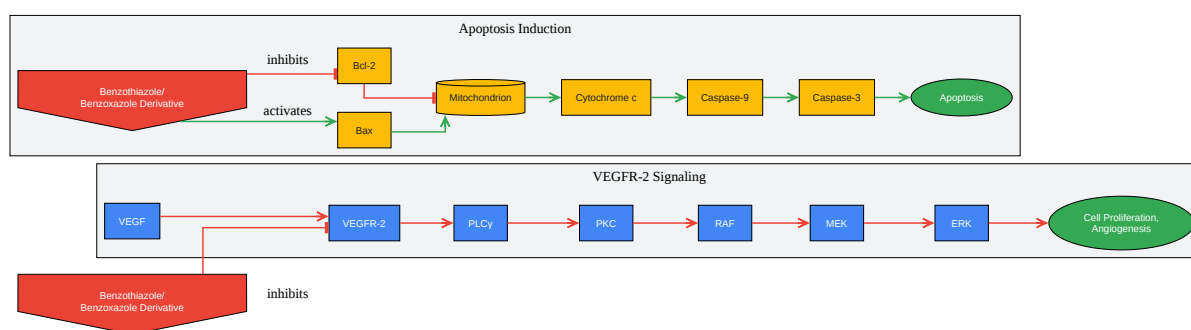 Apoptosis Induction
inhibits
Bcl-2
Benzothiazole/
Benzoxazole Derivative
Mitochondrion
Cytochrome c
Caspase-9
Caspase-3
Apoptosis
activates
Bax
VEGFR-2 Signaling
VEGF
VEGFR-2
PLCγ
PKC
RAF
MEK
ERK
Cell Proliferation,
Angiogenesis
Benzothiazole/
Benzoxazole Derivative
inhibits